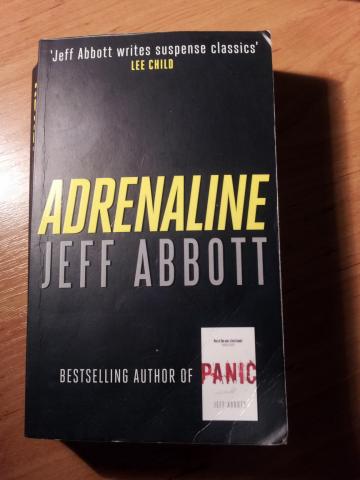 'Jeff Abbott writes suspense classics'
LEE CHILD
ADRENALINE
JEFF ABBOTT
BESTSELLING AUTHOR OF
PANIC
JEFF ABBOTT